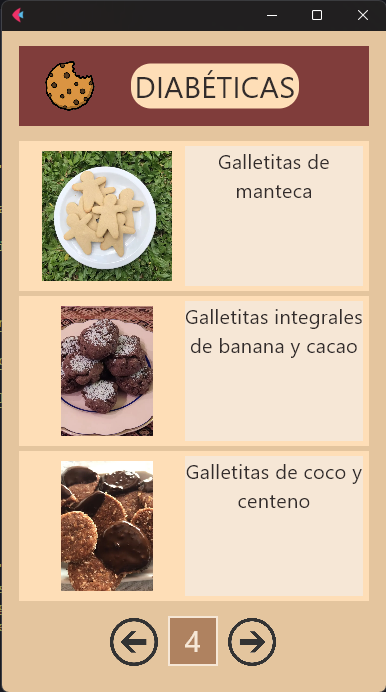 DIABÉTICAS
Galletitas de
manteca
Galletitas integrales
de banana y cacao
Galletitas de coco y
centeno
4